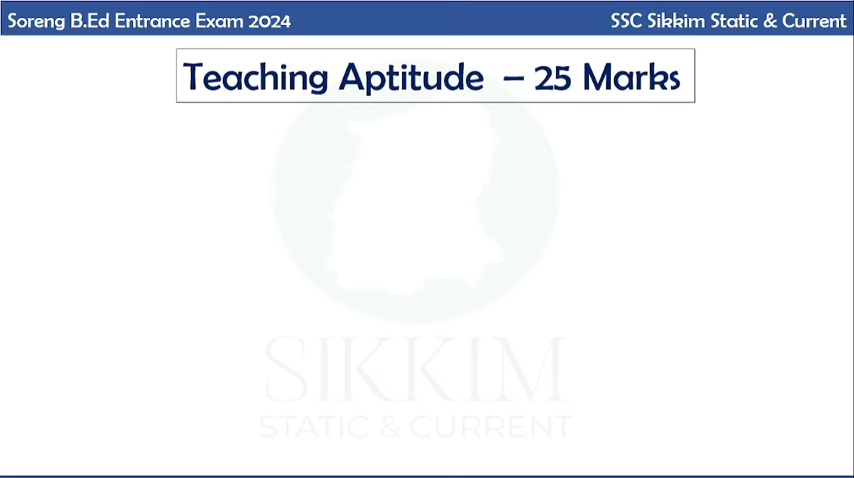 Soreng B.Ed Entrance Exam 2024
SSC Sikkim Static & Current
Teaching Aptitude – 25 Marks
SIKKIM
STATIC & CURRENT